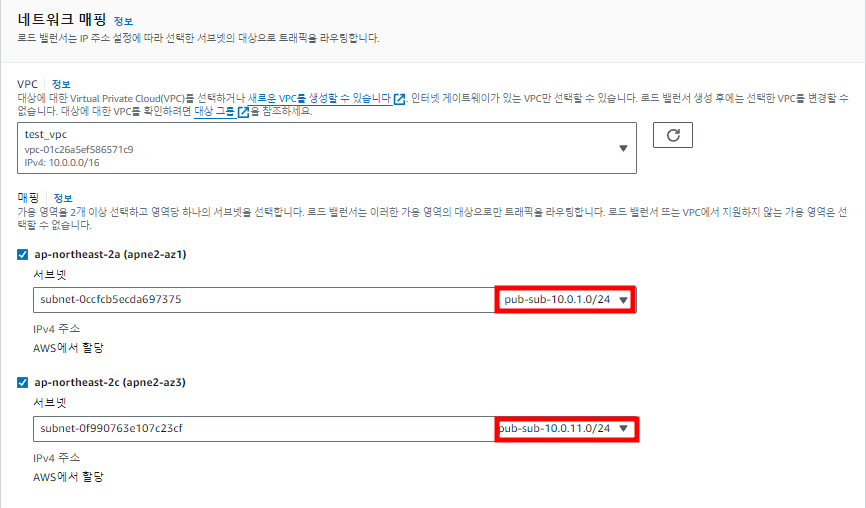 네트워크 매핑 정보
로드 밸런서는 IP 주소 설정에 따라 선택한 서브넷의 대상으로 트래픽을 라우팅합니다.
VPC 정보
대상에 대한 Virtual Private Cloud(VPC)를 선택하거나 새로운 VPC를 생성할 수 있습니다. 인터넷 게이트웨이가 있는 VPC만 선택할 수 있습니다. 로드 밸런서 생성 후에는 선택한 VPC를 변경할 수
없습니다. 대상에 대한 VPC를 확인하려면 대상 그룹을 참조하세요.
test_vpc
vpc-01c26a5ef586571c9
IPv4: 10.0.0.0/16
매핑 정보
가용 영역을 2개 이상 선택하고 영역당 하나의 서브넷을 선택합니다. 로드 밸런서는 이러한 가용 영역의 대상으로만 트래픽을 라우팅합니다. 로드 밸런서 또는 VPC에서 지원하지 않는 가용 영역은 선
택할 수 없습니다.
ap-northeast-2a (apne2-az1)
서브넷
subnet-0ccfcb5ecda697375 pub-sub-10.0.1.0/24
IPv4 주소
AWS에서 할당
ap-northeast-2c (apne2-az3)
서브넷
subnet-0f990763e107c23cf pub-sub-10.0.11.0/24
IPv4 주소
AWS에서 할당